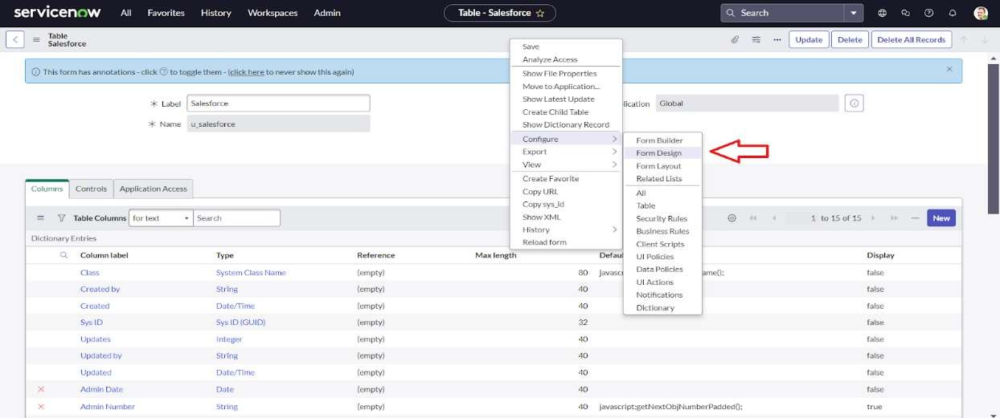 servicenow All Favorites History Workspaces Admin Table - Salesforce Search
Table
Salesforce
Update Delete Delete All Records
This form has annotations - click ? to toggle them - (click here to never show this again)
Label Salesforce
Name u_salesforce
plication Global
Save
Analyze Access
Show File Properties
Move to Application...
Show Latest Update
Create Child Table
Show Dictionary Record
Configure
Export
View
Create Favorite
Copy URL
Copy sys_id
Show XML
History
Reload form
Form Builder
Form Design
Form Layout
Related Lists
All
Table
Security Rules
Business Rules
Client Scripts
UI Policies
Data Policies
UI Actions
Notifications
Dictionary
Columns Controls Application Access
Table Columns for text Search 1 to 15 of 15 New
Dictionary Entries
Column label Type Reference Max length Defaul Display
Class System Class Name (empty) 80 javascript ame(); false
Created by String (empty) 40 false
Created Date/Time (empty) 40 false
Sys ID Sys ID (GUID) (empty) 32 false
Updates Integer (empty) 40 false
Updated by String (empty) 40 false
Updated Date/Time (empty) 40 false
Admin Date Date (empty) 40 false
Admin Number String (empty) 40 javascript:getNextObjNumberPadded(); true